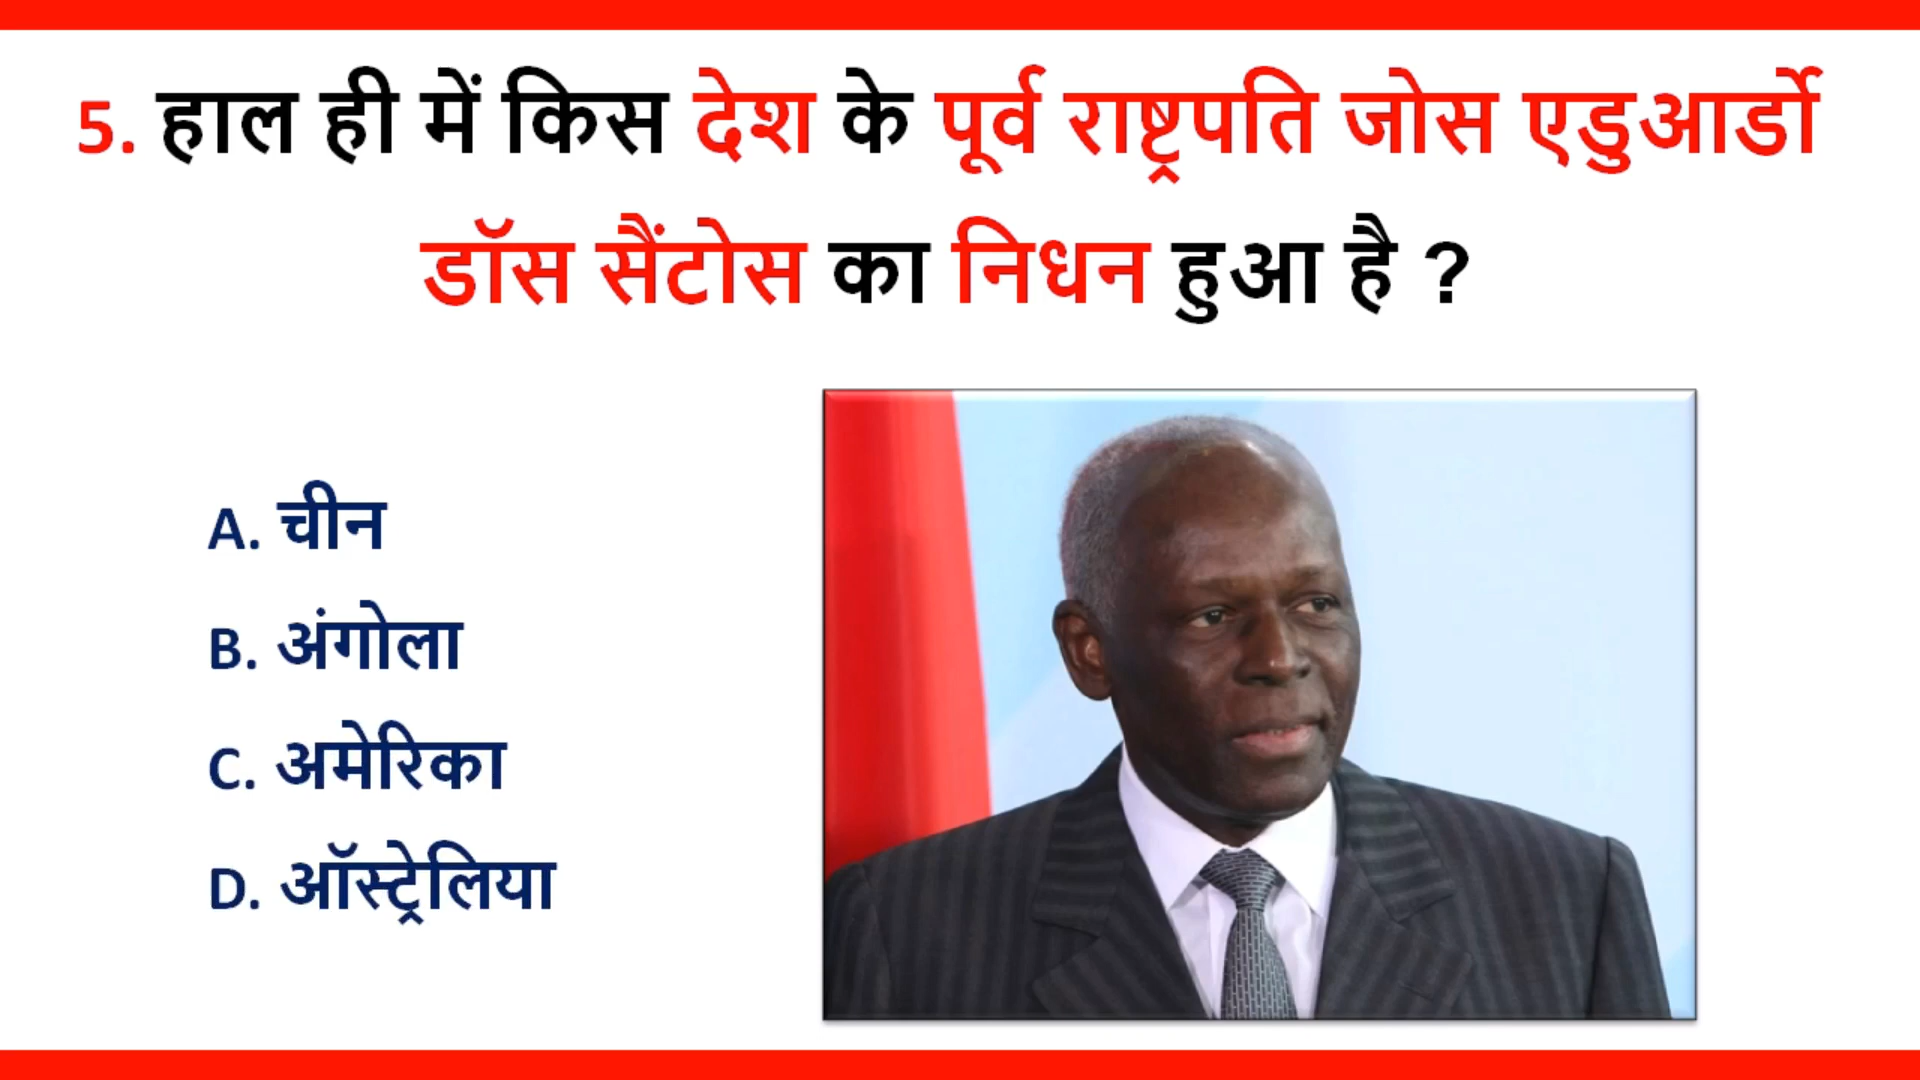 5. हाल ही में किस देश के पूर्व राष्ट्रपति जोस एडुआर्डो
डॉस सैंटोस का निधन हुआ है ?
A. चीन
B. अंगोला
C. अमेरिका
D. ऑस्ट्रेलिया